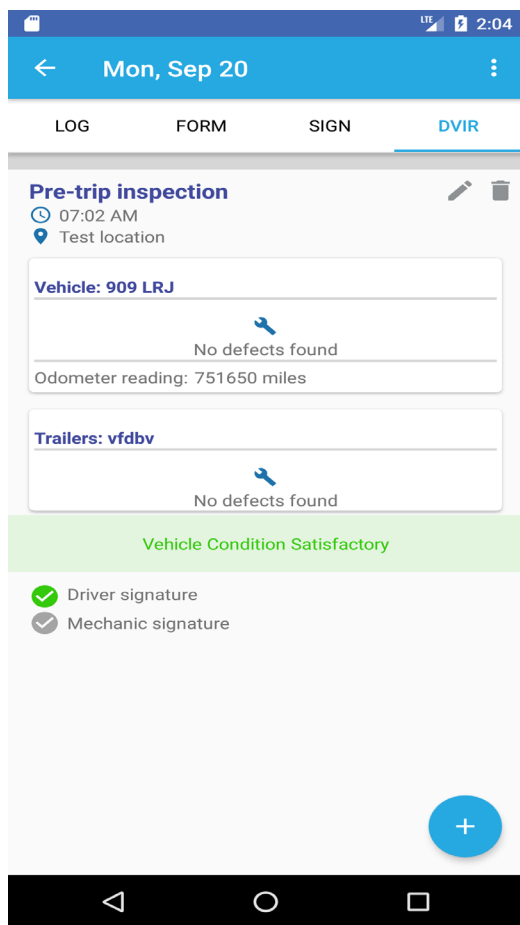 LTE 2:04
Mon, Sep 20
LOG FORM SIGN DVIR
Pre-trip inspection
07:02 AM
Test location
Vehicle: 909 LRJ
No defects found
Odometer reading: 751650 miles
Trailers: vfdbv
No defects found
Vehicle Condition Satisfactory
Driver signature
Mechanic signature